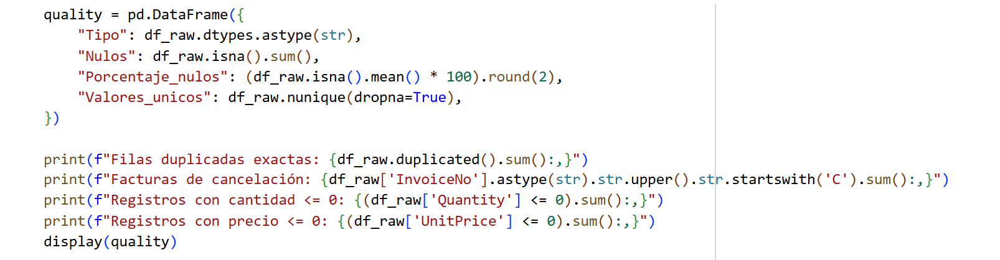 quality = pd.DataFrame({
    "Tipo": df_raw.dtypes.astype(str),
    "Nulos": df_raw.isna().sum(),
    "Porcentaje_nulos": (df_raw.isna().mean() * 100).round(2),
    "Valores_unicos": df_raw.nunique(dropna=True),
})

print(f"Filas duplicadas exactas: {df_raw.duplicated().sum():,}")
print(f"Facturas de cancelación: {df_raw['InvoiceNo'].astype(str).str.upper().str.startswith('C').sum():,}")
print(f"Registros con cantidad <= 0: {(df_raw['Quantity'] <= 0).sum():,}")
print(f"Registros con precio <= 0: {(df_raw['UnitPrice'] <= 0).sum():,}")
display(quality)